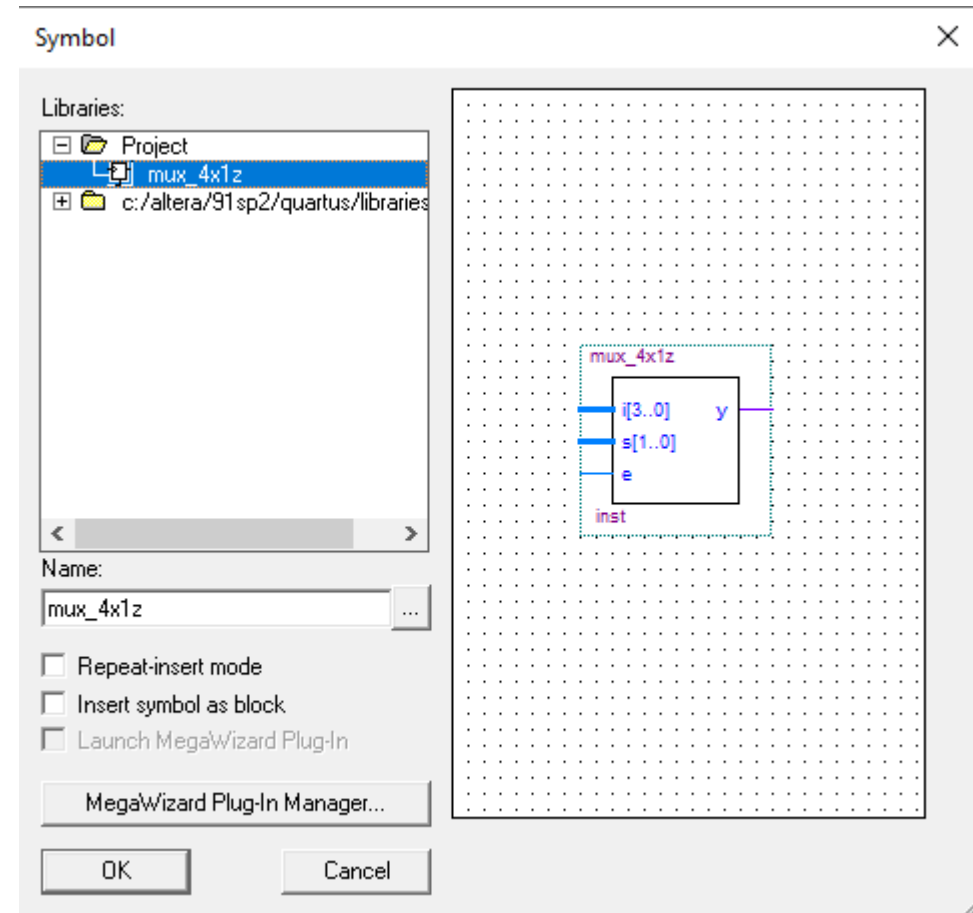 Symbol
Libraries:
Project
mux_4x1z
c:/altera/91sp2/quartus/libraries
Name:
mux_4x1z
...
Repeat-insert mode
Insert symbol as block
Launch MegaWizard Plug-In
MegaWizard Plug-In Manager...
OK
Cancel
mux_4x1z
i[3..0] y
s[1..0]
e
inst